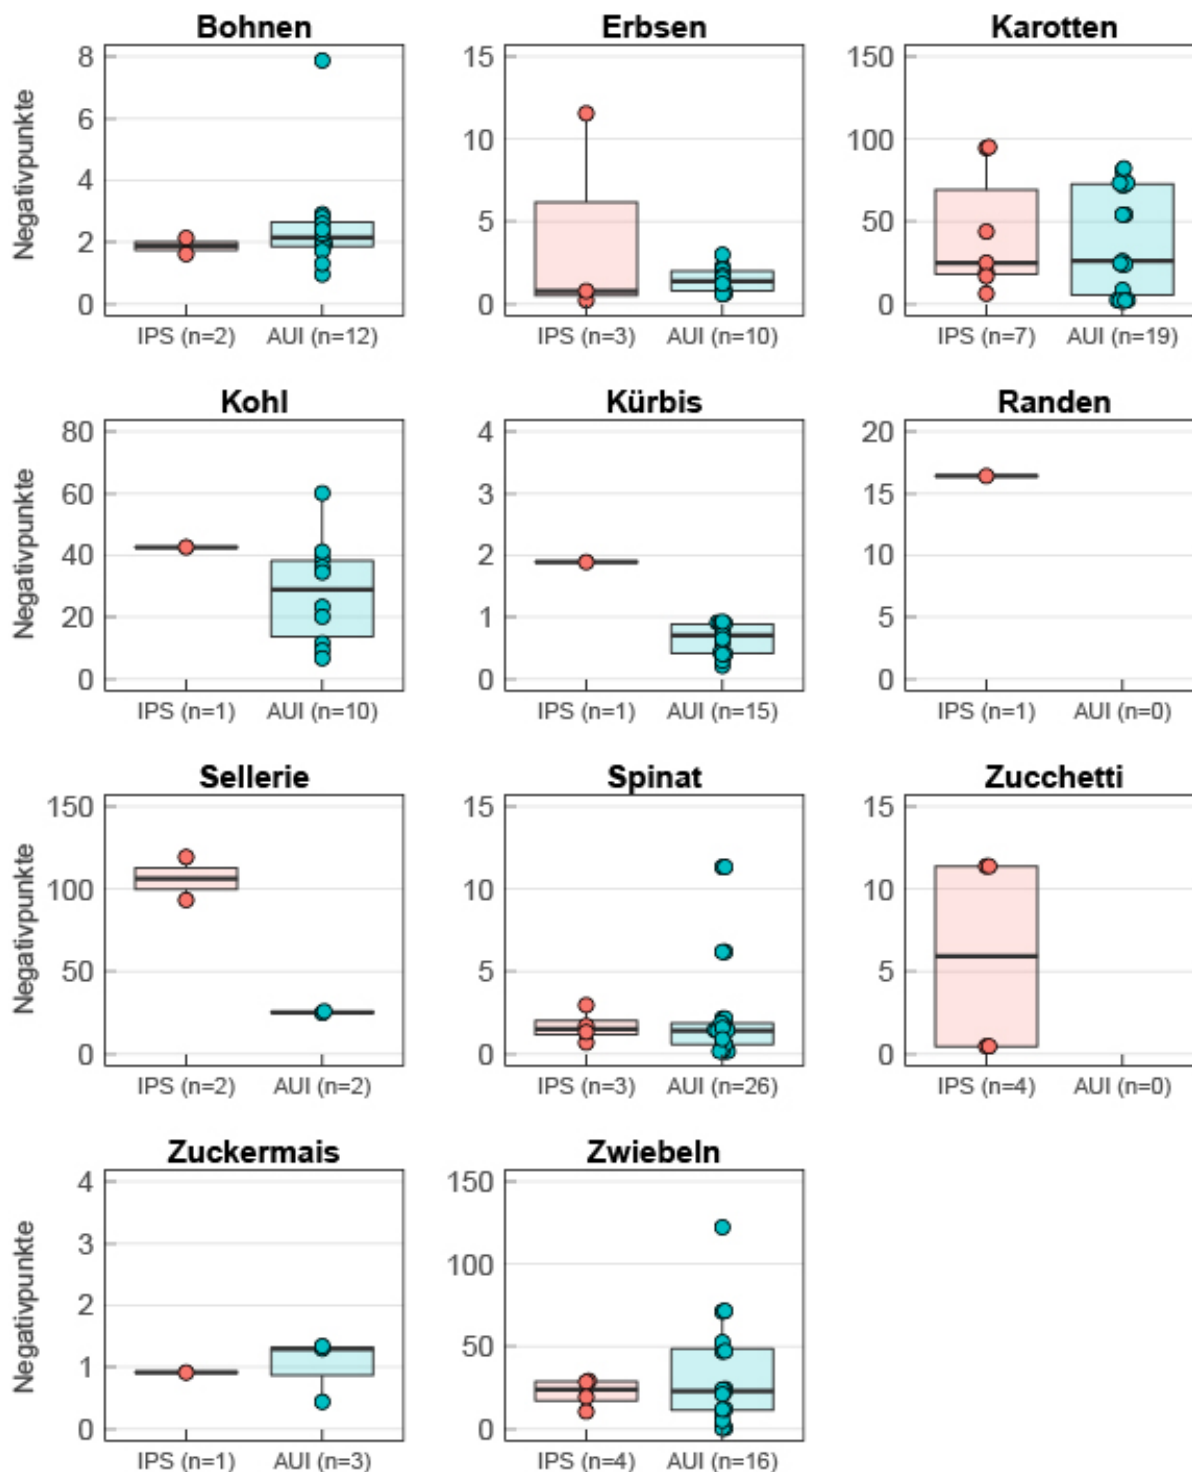 Bohnen
Erbsen
Karotten
Negativpunkte
8
6
4
2
0
15
10
5
0
150
100
50
0
IPS (n=2) AUI (n=12)
IPS (n=3) AUI (n=10)
IPS (n=7) AUI (n=19)
Kohl
Kürbis
Randen
Negativpunkte
80
60
40
20
0
4
3
2
1
0
20
15
10
5
0
IPS (n=1) AUI (n=10)
IPS (n=1) AUI (n=15)
IPS (n=1) AUI (n=0)
Sellerie
Spinat
Zucchetti
Negativpunkte
150
100
50
0
15
10
5
0
15
10
5
0
IPS (n=2) AUI (n=2)
IPS (n=3) AUI (n=26)
IPS (n=4) AUI (n=0)
Zuckermais
Zwiebeln
Negativpunkte
4
3
2
1
0
150
100
50
0
IPS (n=1) AUI (n=3)
IPS (n=4) AUI (n=16)